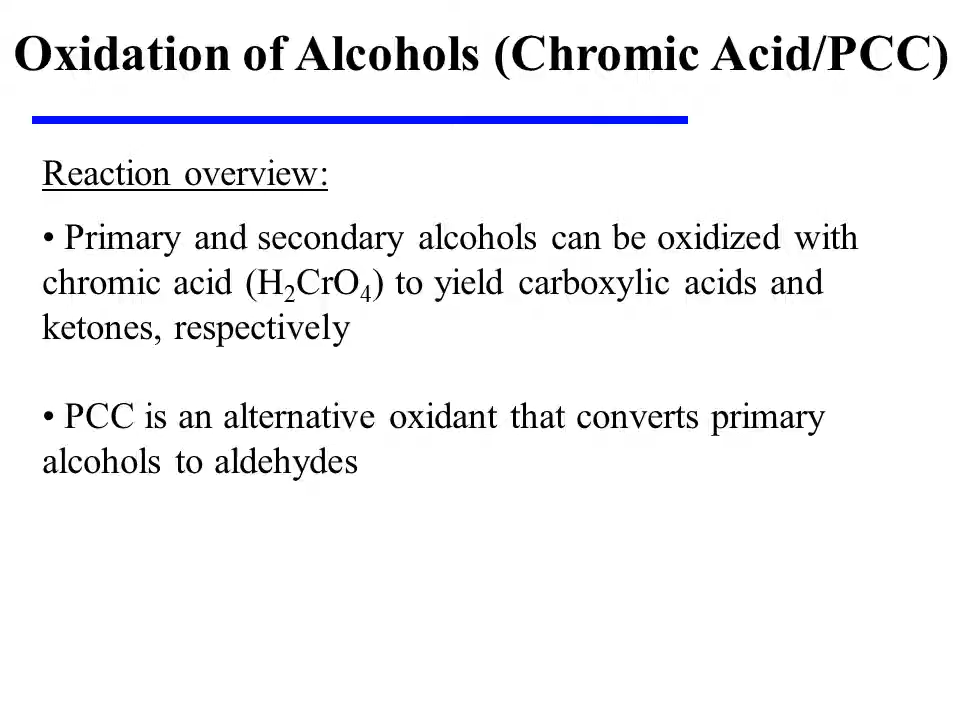 Oxidation of Alcohols (Chromic Acid/PCC)
Reaction overview:
• Primary and secondary alcohols can be oxidized with
chromic acid (H₂CrO₄) to yield carboxylic acids and
ketones, respectively
• PCC is an alternative oxidant that converts primary
alcohols to aldehydes